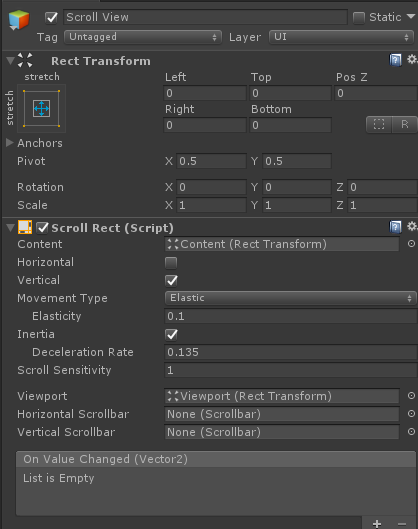 Scroll View Static
Tag Untagged Layer UI
Rect Transform
stretch
stretch
Left Top Pos Z
0 0 0
Right Bottom
0 0 R
Anchors
Pivot X 0.5 Y 0.5
Rotation X 0 Y 0 Z 0
Scale X 1 Y 1 Z 1
Scroll Rect (Script)
Content Content (Rect Transform)
Horizontal
Vertical
Movement Type Elastic
Elasticity 0.1
Inertia
Deceleration Rate 0.135
Scroll Sensitivity 1
Viewport Viewport (Rect Transform)
Horizontal Scrollbar None (Scrollbar)
Vertical Scrollbar None (Scrollbar)
On Value Changed (Vector2)
List is Empty